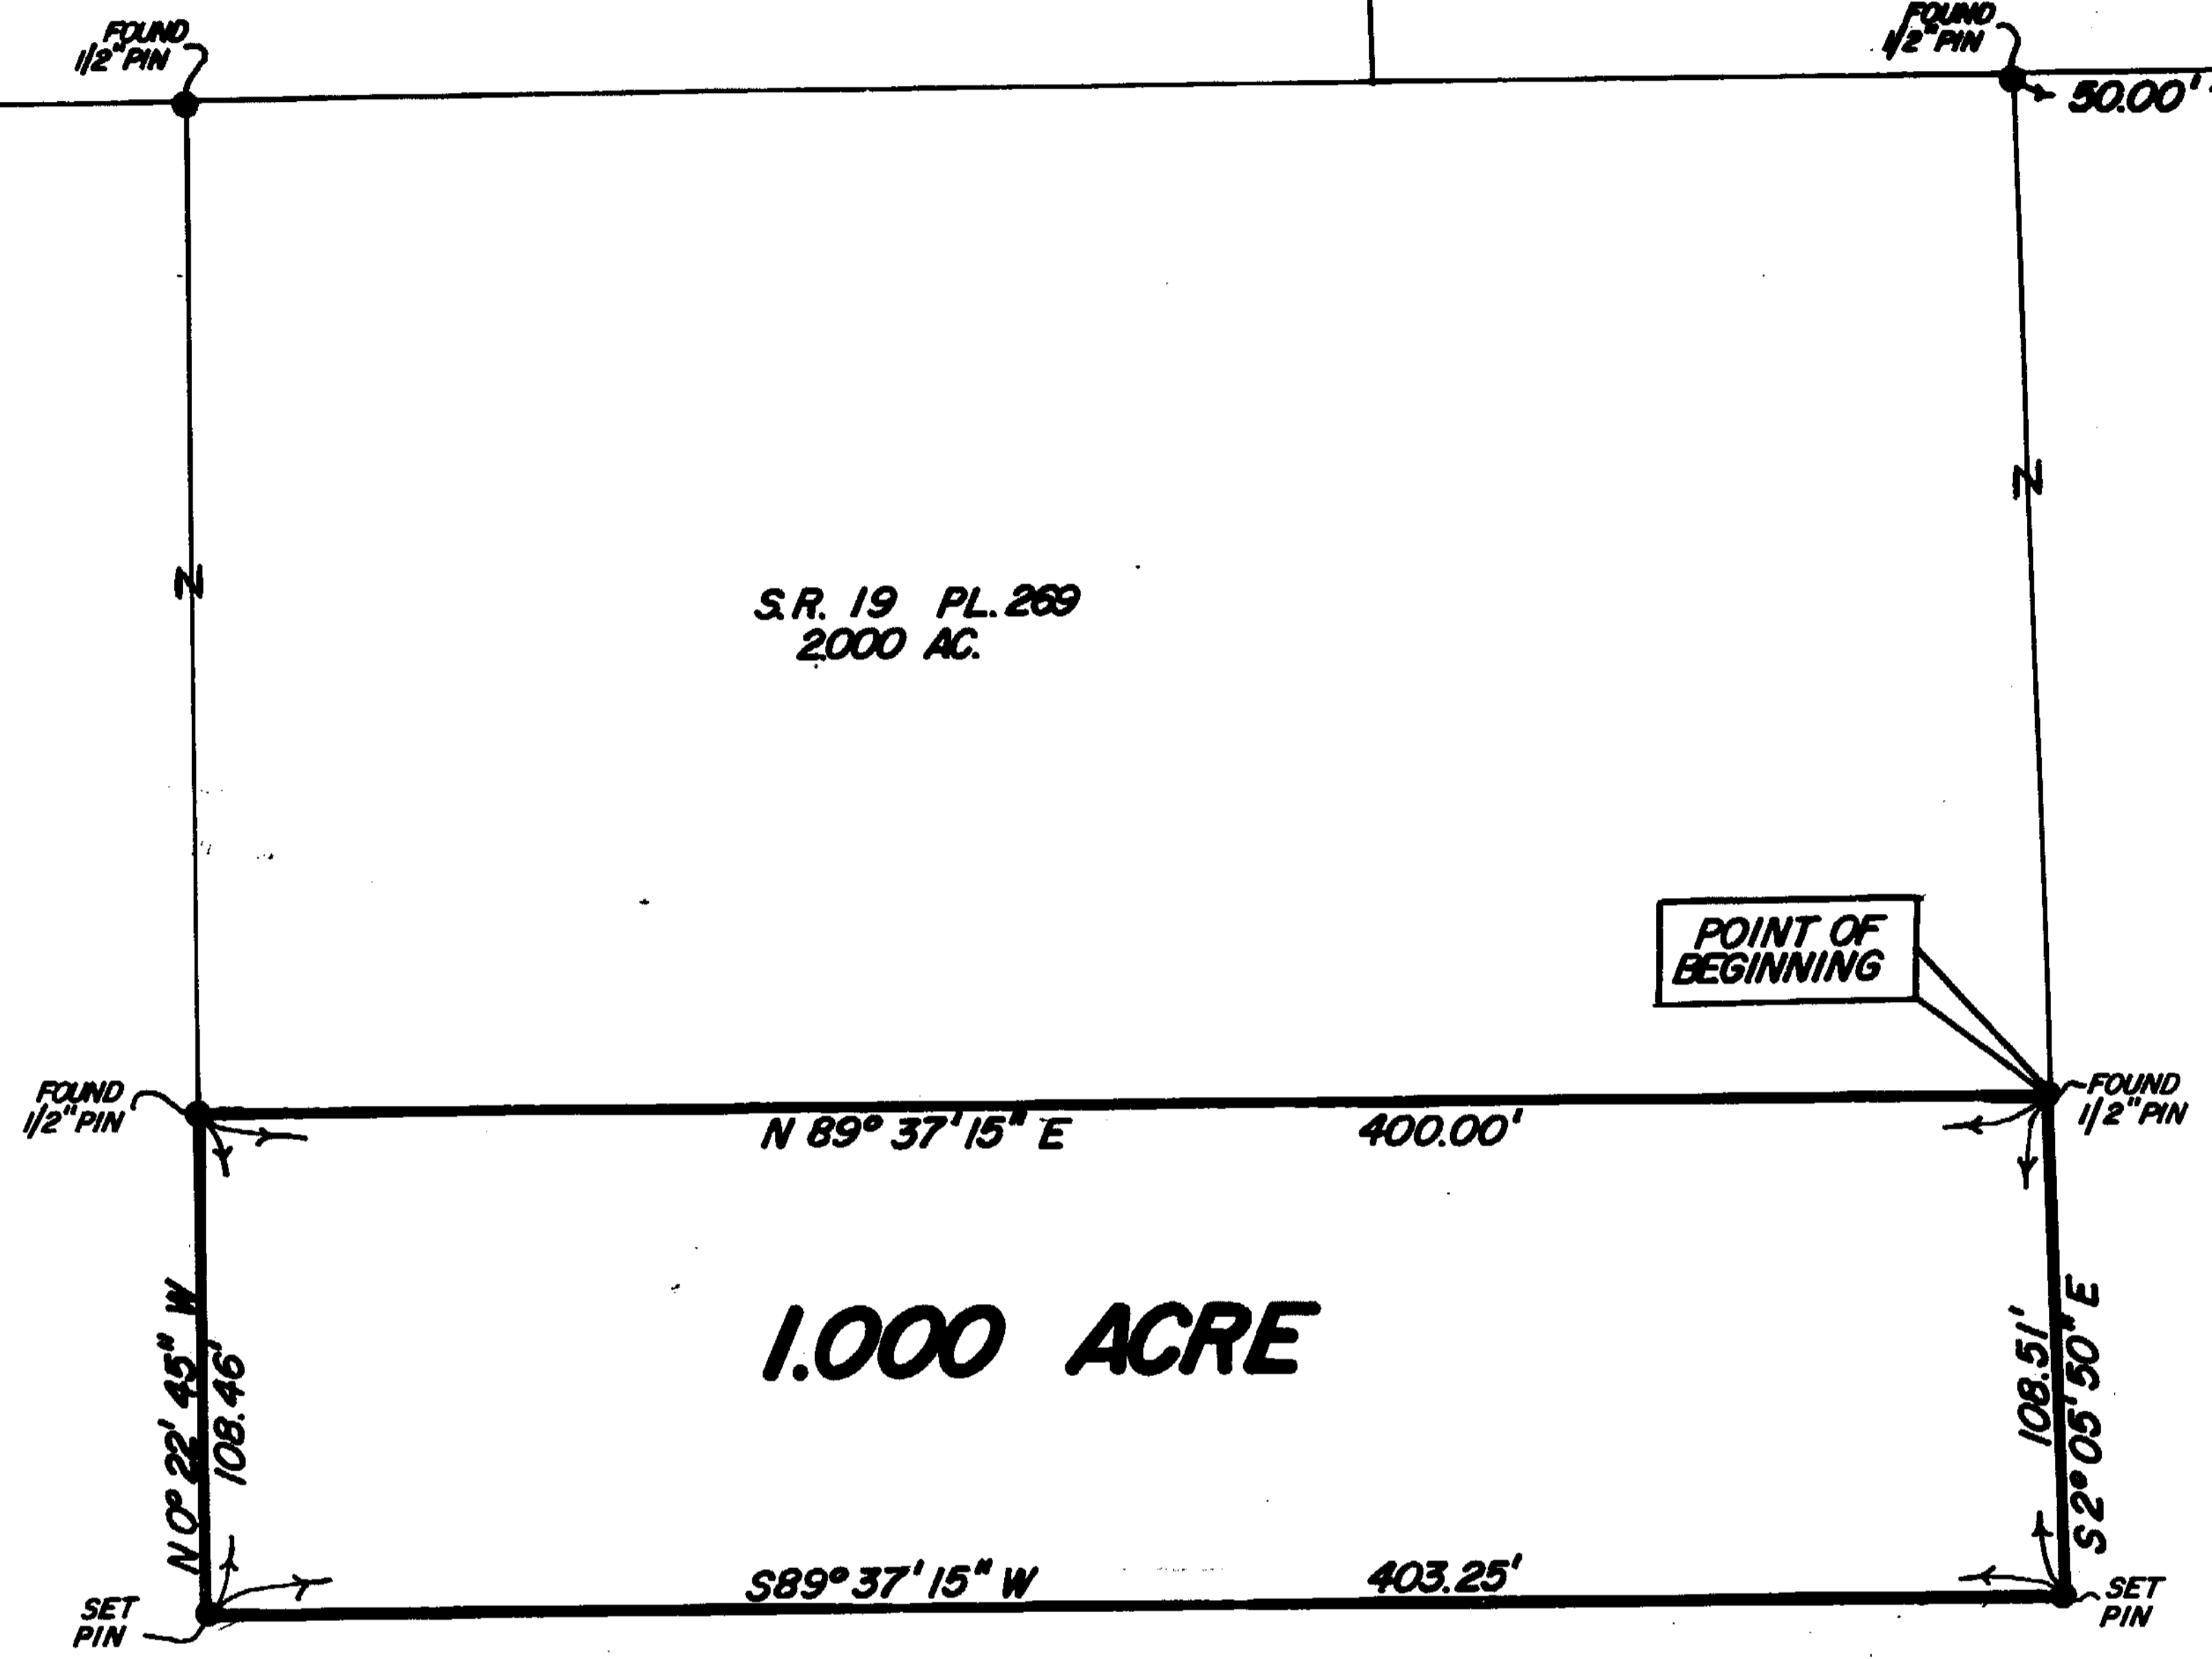 FOUND
1/2" PIN
FOUND
1/2" PIN
50.00'
N
N
S.R. 19 PL. 269
2.000 AC.
POINT OF
BEGINNING
FOUND
1/2" PIN
FOUND
1/2" PIN
N 89° 37' 15" E 400.00'
1.000 ACRE
N 0° 22' 45" W
108.46'
108.51'
S 2° 05' 50" E
S 89° 37' 15" W 403.25'
SET
PIN
SET
PIN